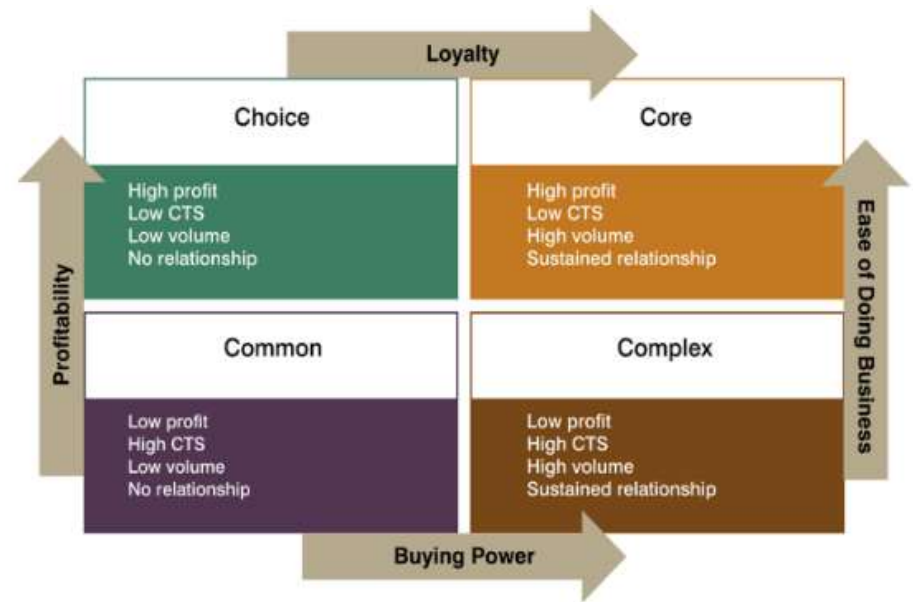 Loyalty
Choice
High profit
Low CTS
Low volume
No relationship
Core
High profit
Low CTS
High volume
Sustained relationship
Profitability
Ease of Doing Business
Common
Low profit
High CTS
Low volume
No relationship
Complex
Low profit
High CTS
High volume
Sustained relationship
Buying Power